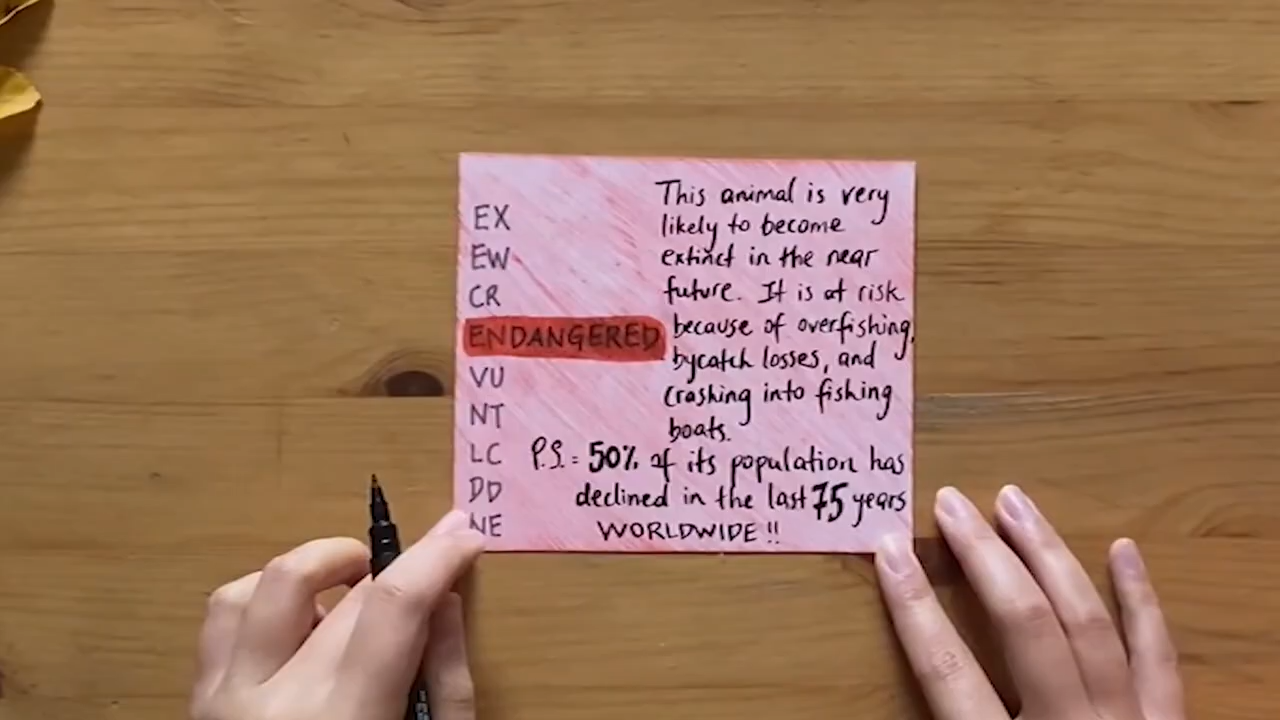 EX
EW
CR
ENDANGERED
VU
NT
LC
DD
NE
This animal is very
likely to become
extinct in the near
future. It is at risk
because of overfishing,
bycatch losses, and
crashing into fishing
boats.
P.S. = 50% of its population has
declined in the last 75 years
WORLDWIDE!!